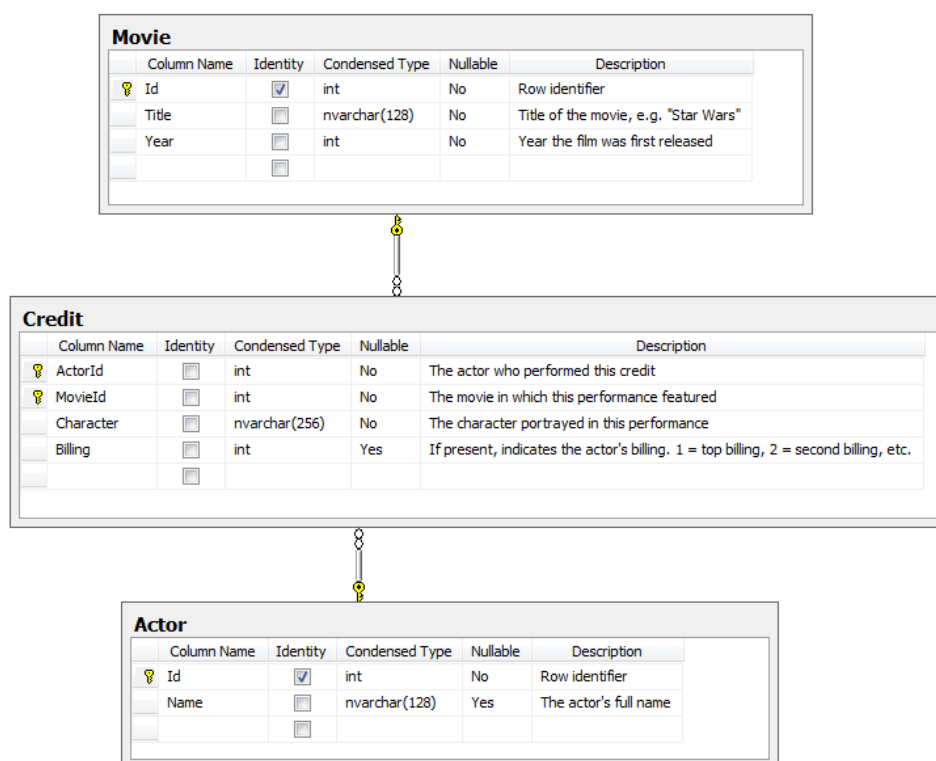 Movie
Column Name Identity Condensed Type Nullable Description
Id int No Row identifier
Title nvarchar(128) No Title of the movie, e.g. "Star Wars"
Year int No Year the film was first released
Credit
Column Name Identity Condensed Type Nullable Description
ActorId int No The actor who performed this credit
MovieId int No The movie in which this performance featured
Character nvarchar(256) No The character portrayed in this performance
Billing int Yes If present, indicates the actor's billing. 1 = top billing, 2 = second billing, etc.
Actor
Column Name Identity Condensed Type Nullable Description
Id int No Row identifier
Name nvarchar(128) Yes The actor's full name